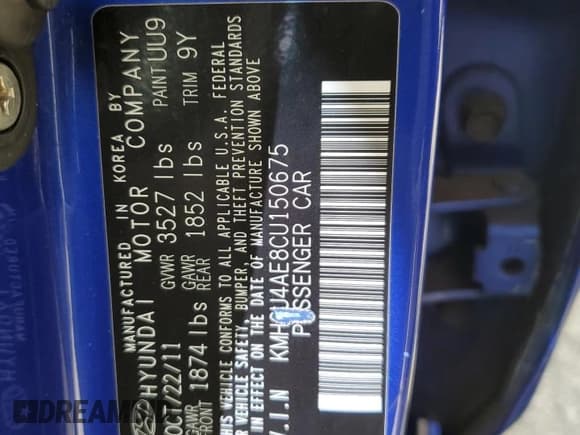 MANUFACTURED IN KOREA BY
HYUNDAI MOTOR COMPANY
OCT/22/11 GVWR 3527 lbs PAINT UU9
GAWR FRONT 1874 lbs GAWR REAR 1852 lbs TRIM 9Y
THIS VEHICLE CONFORMS TO ALL APPLICABLE U.S.A. FEDERAL
MOTOR VEHICLE SAFETY, BUMPER, AND THEFT PREVENTION STANDARDS
IN EFFECT ON THE DATE OF MANUFACTURE SHOWN ABOVE
V.I.N KMHCU4AE8CU150675
PASSENGER CAR
DREAMBID